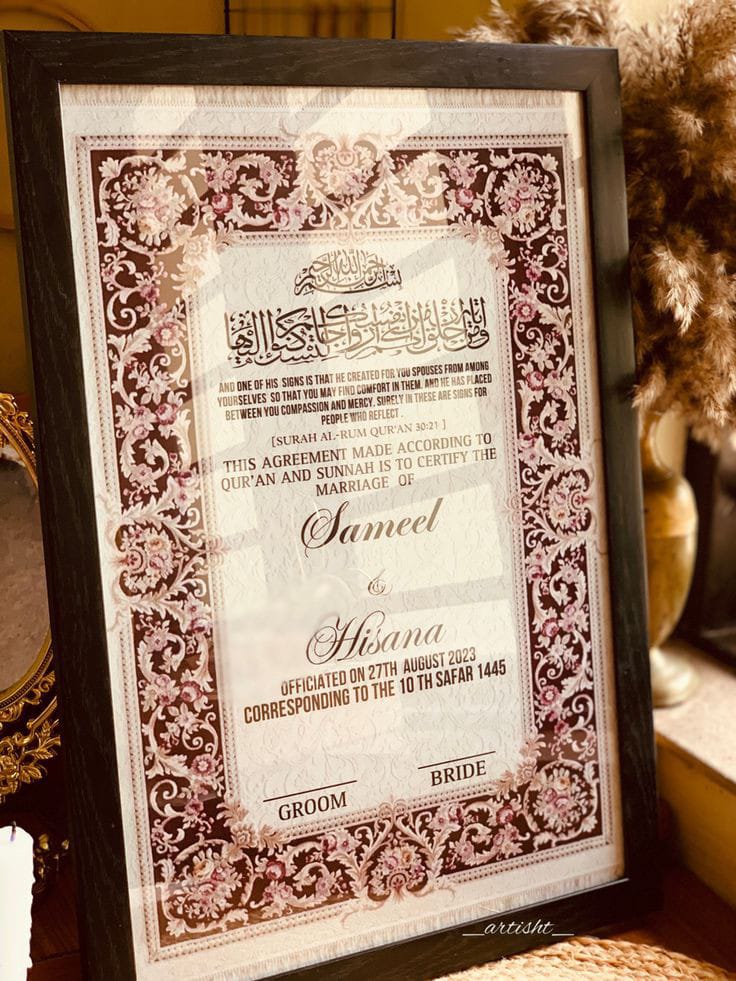 بسم الله الرحمن الرحيم
ومن آياته أن خلق لكم من أنفسكم أزواجا لتسكنوا إليها
AND ONE OF HIS SIGNS IS THAT HE CREATED FOR YOU SPOUSES FROM AMONG
YOURSELVES SO THAT YOU MAY FIND COMFORT IN THEM. AND HE HAS PLACED
BETWEEN YOU COMPASSION AND MERCY. SURELY IN THESE ARE SIGNS FOR
PEOPLE WHO REFLECT .
[SURAH AL-RUM QUR'AN 30:21 ]
THIS AGREEMENT MADE ACCORDING TO
QUR'AN AND SUNNAH IS TO CERTIFY THE
MARRIAGE OF
Sameel
&
Hisana
OFFICIATED ON 27TH AUGUST 2023
CORRESPONDING TO THE 10 TH SAFAR 1445
GROOM
BRIDE
__artisht__